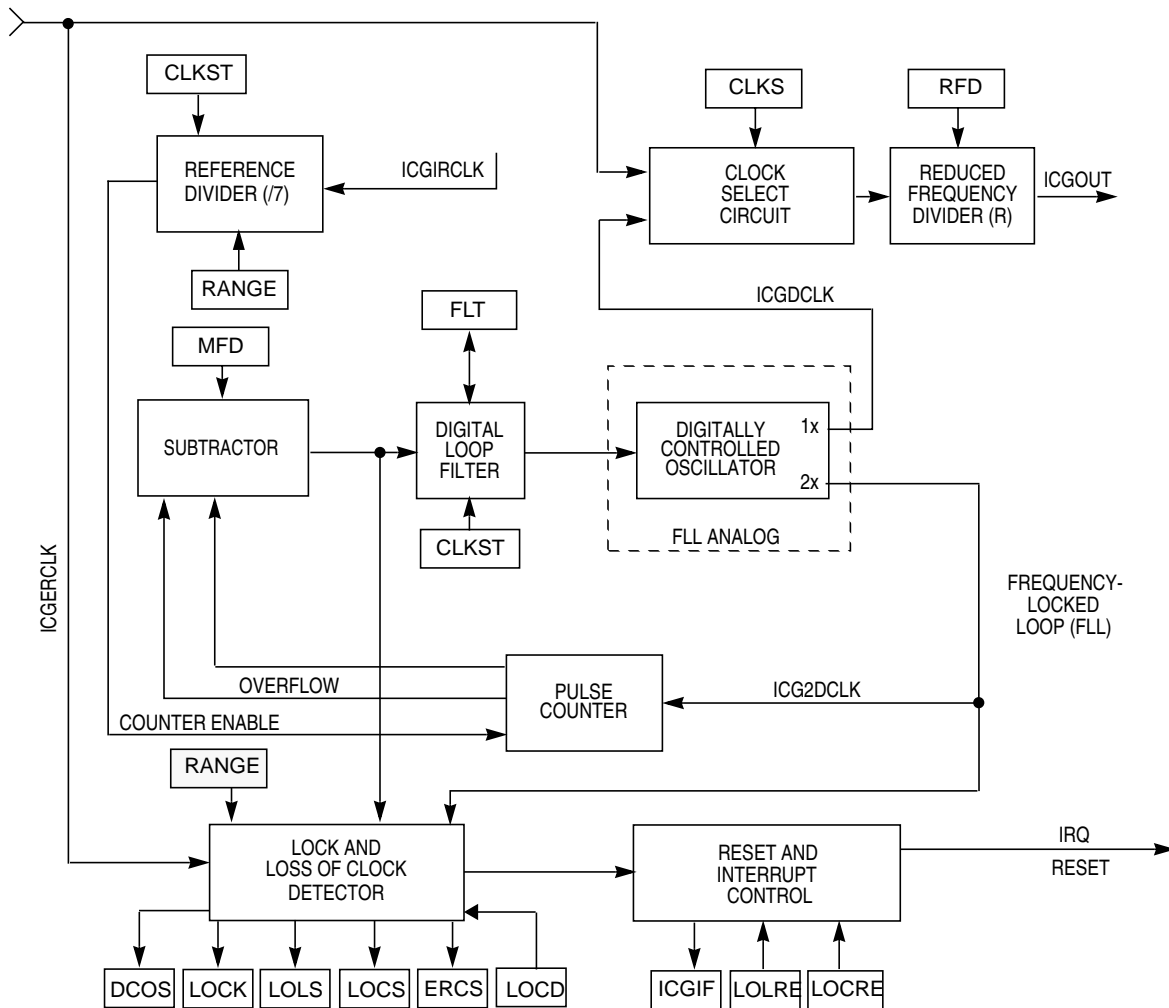 CLKST
CLKS
RFD
REFERENCE
DIVIDER (/7)
ICGIRCLK
CLOCK
SELECT
CIRCUIT
REDUCED
FREQUENCY
DIVIDER (R)
ICGOUT
RANGE
ICGDCLK
FLT
MFD
SUBTRACTOR
DIGITAL
LOOP
FILTER
DIGITALLY
CONTROLLED
OSCILLATOR
1x
2x
FLL ANALOG
CLKST
ICGERCLK
FREQUENCY-
LOCKED
LOOP (FLL)
OVERFLOW
PULSE
COUNTER
ICG2DCLK
COUNTER ENABLE
RANGE
LOCK AND
LOSS OF CLOCK
DETECTOR
RESET AND
INTERRUPT
CONTROL
IRQ
RESET
DCOS
LOCK
LOLS
LOCS
ERCS
LOCD
ICGIF
LOLRE
LOCRE